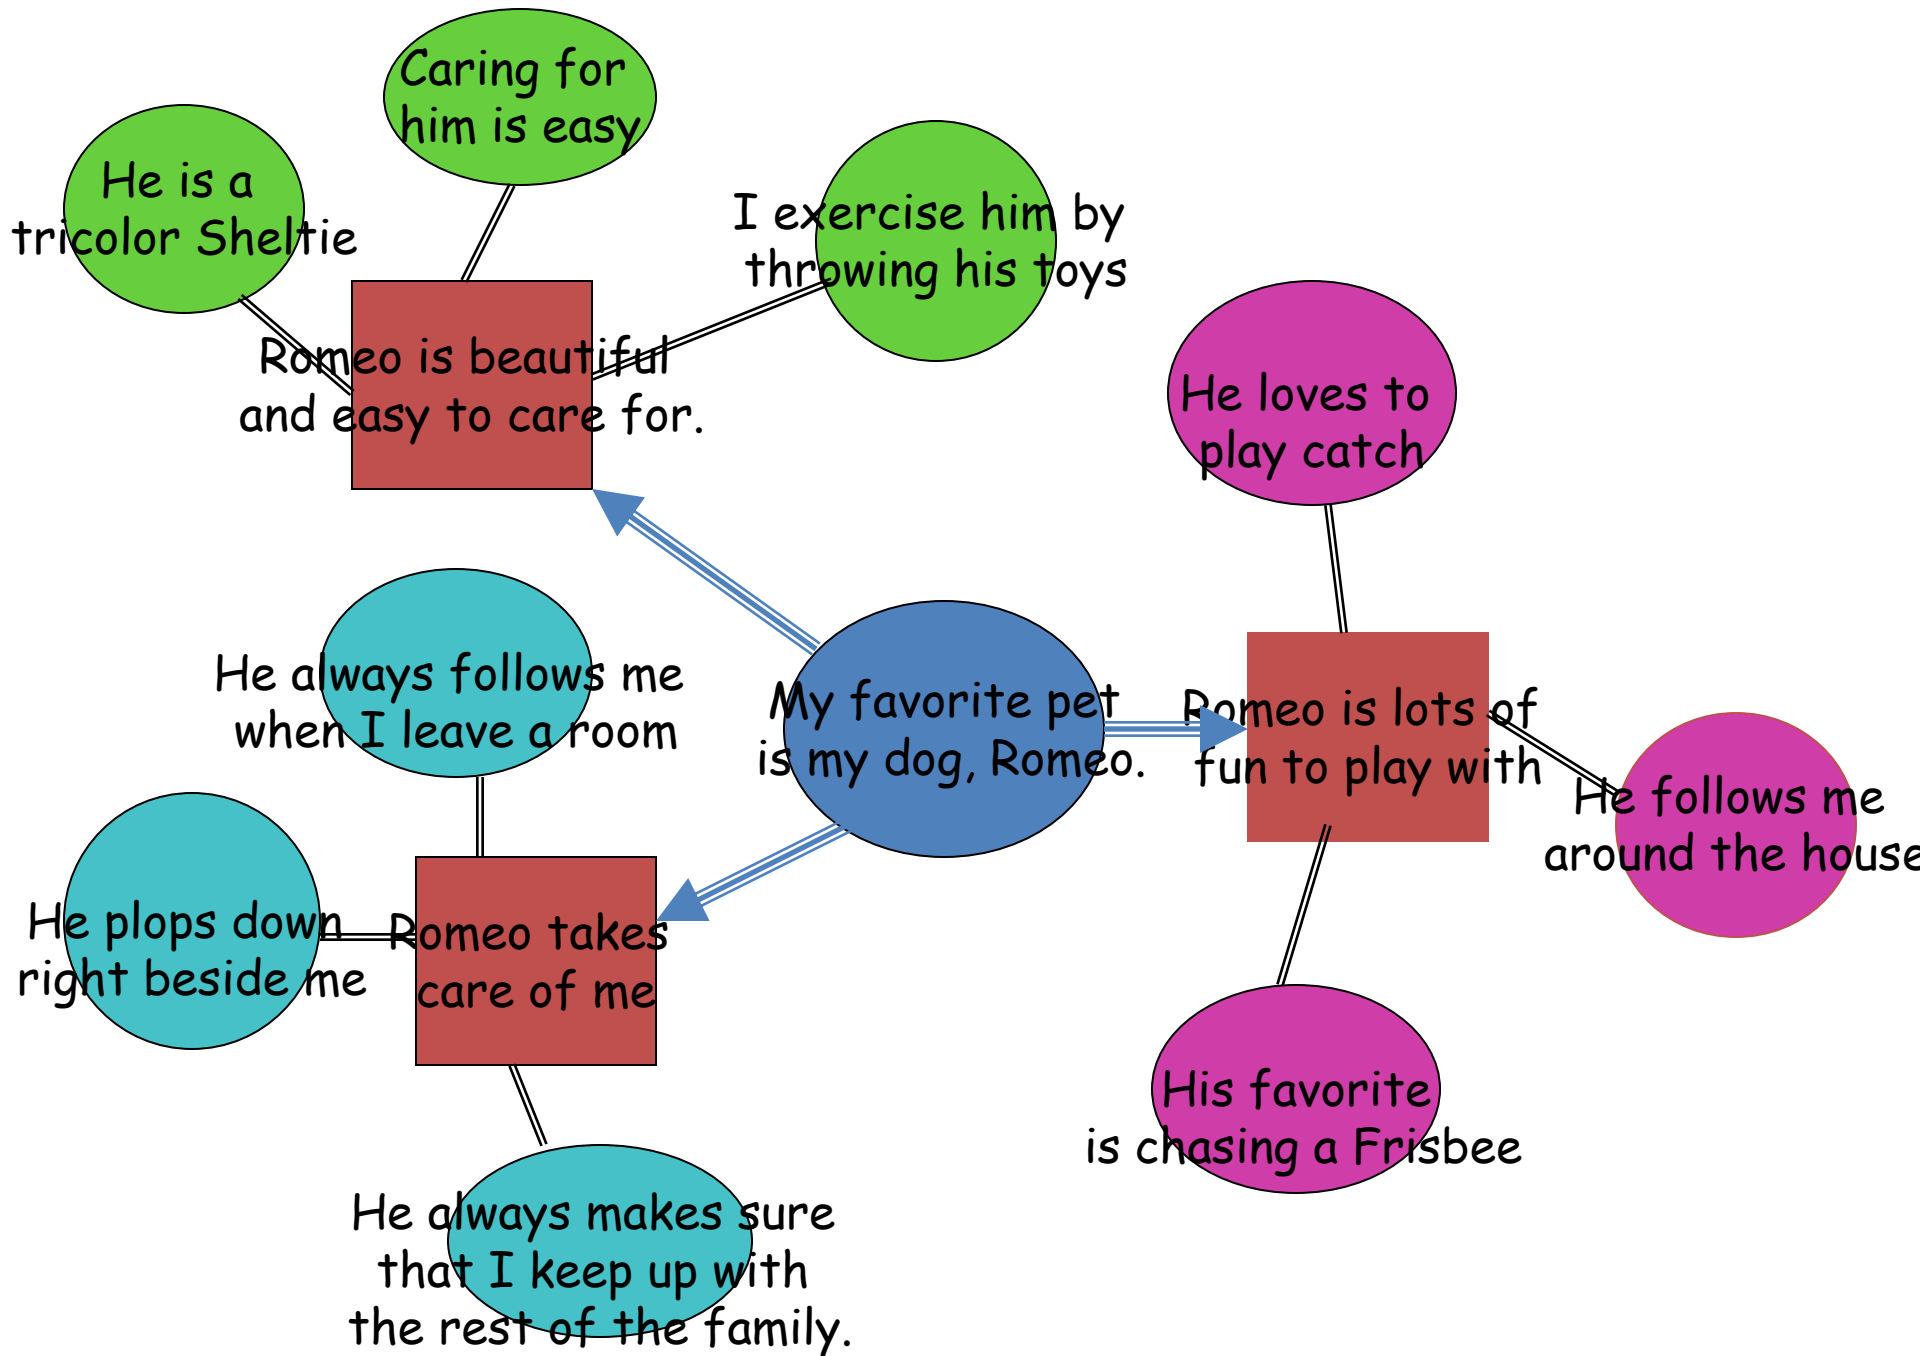 Caring for
him is easy
He is a
tricolor Sheltie
I exercise him by
throwing his toys
Romeo is beautiful
and easy to care for.
He loves to
play catch
He always follows me
when I leave a room
My favorite pet
is my dog, Romeo.
Romeo is lots of
fun to play with
He follows me
around the house
He plops down
right beside me
Romeo takes
care of me
His favorite
is chasing a Frisbee
He always makes sure
that I keep up with
the rest of the family.